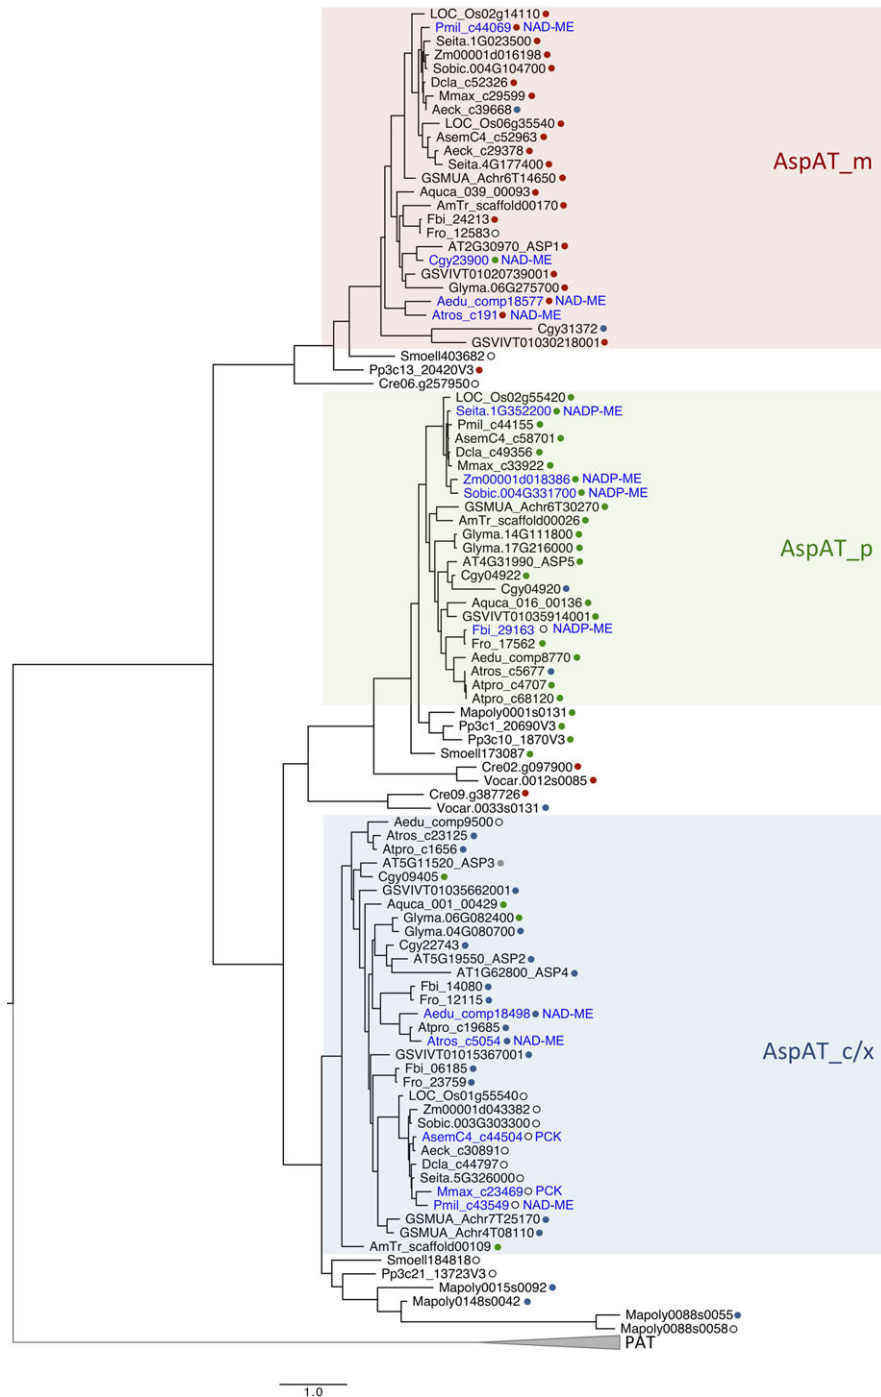 LOC_Os02g14110
Pmil_c44069 NAD-ME
Seita.1G023500
Zm00001d016198
Sobic.004G104700
Dcla_c52326
Mmax_c29599
Aeck_c39668
LOC_Os06g35540
AsemC4_c52963
Aeck_c29378
Seita.4G177400
GSMUA_Achr6T14650
Aquca_039_00093
AmTr_scaffold00170
Fbi_24213
Fro_12583
AT2G30970_ASP1
Cgy23900 NAD-ME
GSVIVT01020739001
Glyma.06G275700
Aedu_comp18577 NAD-ME
Atros_c191 NAD-ME
Cgy31372
GSVIVT01030218001
AspAT_m
Smoell403682
Pp3c13_20420V3
Cre06.g257950
LOC_Os02g55420
Seita.1G352200 NADP-ME
Pmil_c44155
AsemC4_c58701
Dcla_c49356
Mmax_c33922
Zm00001d018386 NADP-ME
Sobic.004G331700 NADP-ME
GSMUA_Achr6T30270
AmTr_scaffold00026
Glyma.14G111800
Glyma.17G216000
AT4G31990_ASP5
Cgy04922
Cgy04920
Aquca_016_00136
GSVIVT01035914001
Fbi_29163 NADP-ME
Fro_17562
Aedu_comp8770
Atros_c5677
Atpro_c4707
Atpro_c68120
AspAT_p
Mapoly0001s0131
Pp3c1_20690V3
Pp3c10_1870V3
Smoell173087
Cre02.g097900
Vocar.0012s0085
Cre09.g387726
Vocar.0033s0131
Aedu_comp9500
Atros_c23125
Atpro_c1656
AT5G11520_ASP3
Cgy09405
GSVIVT01035662001
Aquca_001_00429
Glyma.06G082400
Glyma.04G080700
Cgy22743
AT5G19550_ASP2
AT1G62800_ASP4
Fbi_14080
Fro_12115
Aedu_comp18498 NAD-ME
Atpro_c19685
Atros_c5054 NAD-ME
GSVIVT01015367001
Fbi_06185
Fro_23759
LOC_Os01g55540
Zm00001d043382
Sobic.003G303300
AsemC4_c44504 PCK
Aeck_c30891
Dcla_c44797
Seita.5G326000
Mmax_c23469 PCK
Pmil_c43549 NAD-ME
GSMUA_Achr7T25170
GSMUA_Achr4T08110
AmTr_scaffold00109
AspAT_c/x
Smoell184818
Pp3c21_13723V3
Mapoly0015s0092
Mapoly0148s0042
Mapoly0088s0055
Mapoly0088s0058
PAT
1.0